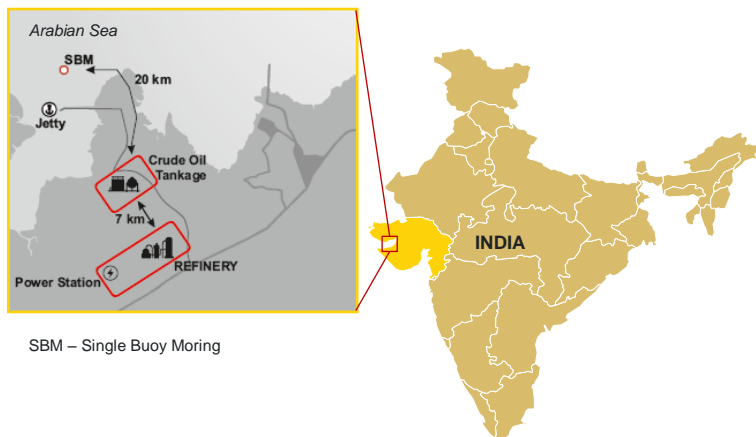 Arabian Sea
SBM
20 km
Jetty
Crude Oil
Tankage
7 km
REFINERY
Power Station
INDIA
SBM – Single Buoy Moring